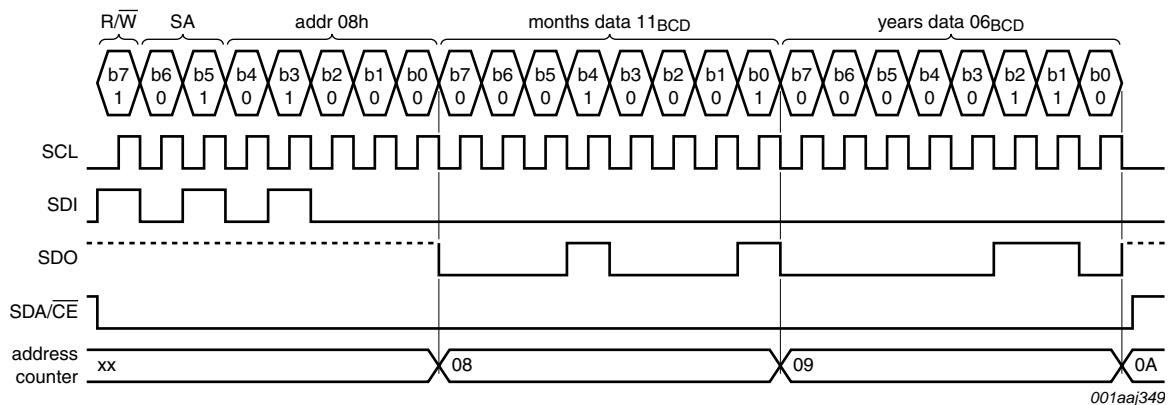 R/W SA addr 08h months data 11BCD years data 06BCD
b7 b6 b5 b4 b3 b2 b1 b0 b7 b6 b5 b4 b3 b2 b1 b0 b7 b6 b5 b4 b3 b2 b1 b0
1 0 1 0 1 0 0 0 0 0 0 1 0 0 0 1 0 0 0 0 0 1 1 0
SCL
SDI
SDO
SDA/CE
address
counter
xx 08 09 0A
001aaj349